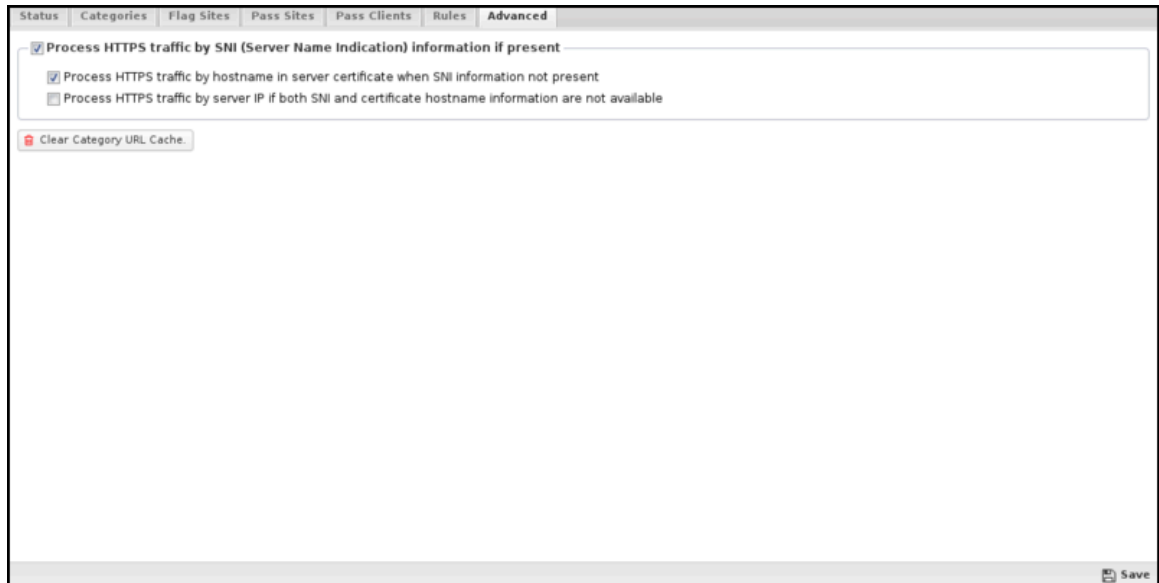 Status Categories Flag Sites Pass Sites Pass Clients Rules Advanced
Process HTTPS traffic by SNI (Server Name Indication) information if present
Process HTTPS traffic by hostname in server certificate when SNI information not present
Process HTTPS traffic by server IP if both SNI and certificate hostname information are not available
Clear Category URL Cache.
Save